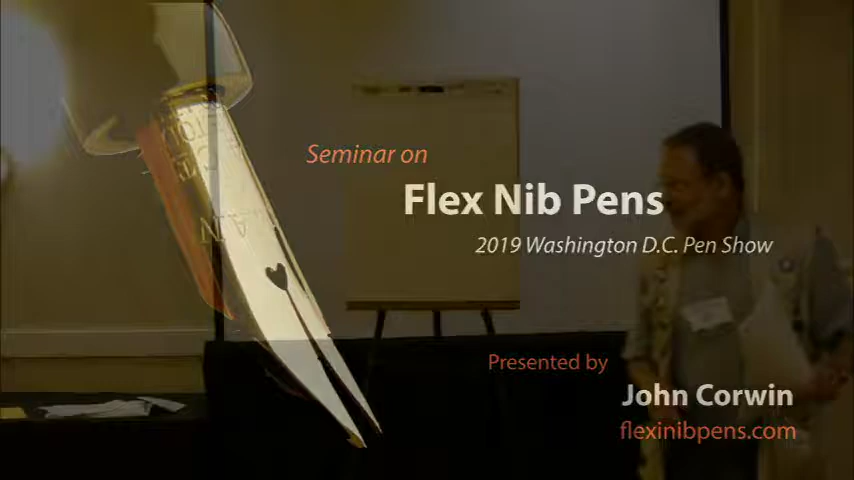 Seminar on
Flex Nib Pens
2019 Washington D.C. Pen Show
Presented by
John Corwin
flexinibpens.com